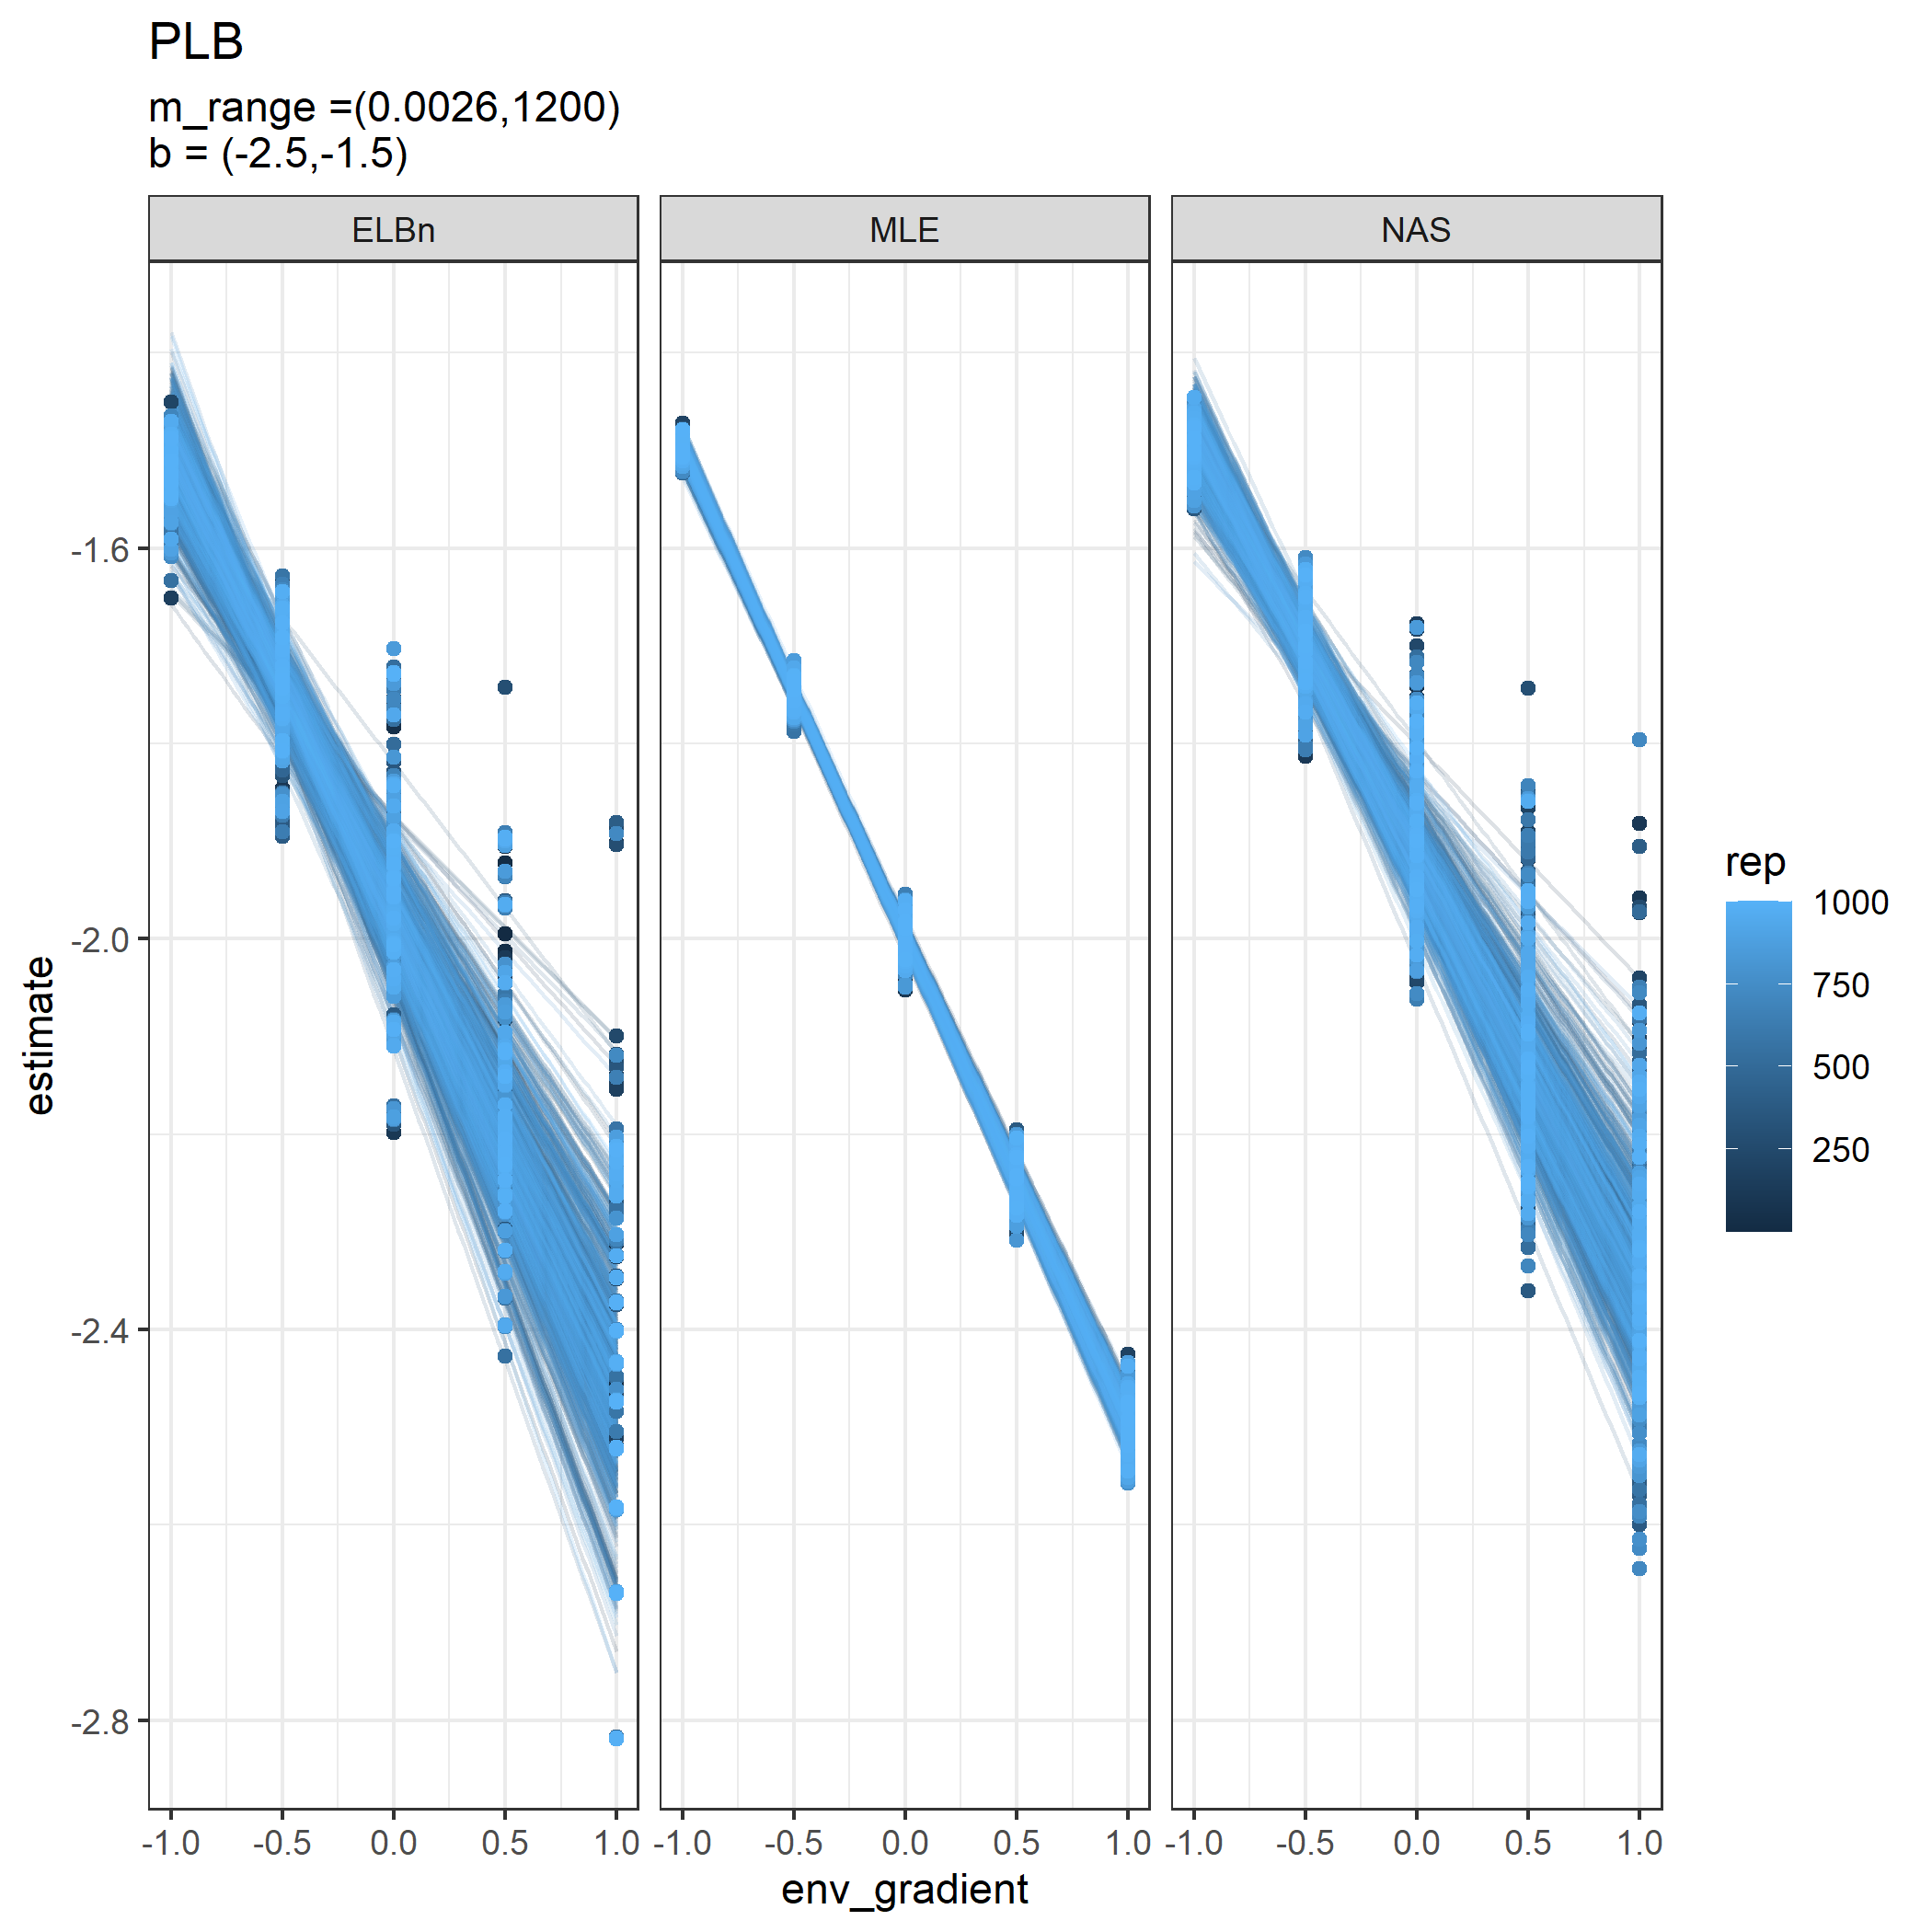 PLB
m_range =(0.0026,1200)
b = (-2.5,-1.5)
ELBn MLE NAS
-1.6
-2.0
-2.4
-2.8
estimate
-1.0 -0.5 0.0 0.5 1.0 -1.0 -0.5 0.0 0.5 1.0 -1.0 -0.5 0.0 0.5 1.0
env_gradient
rep
1000
750
500
250